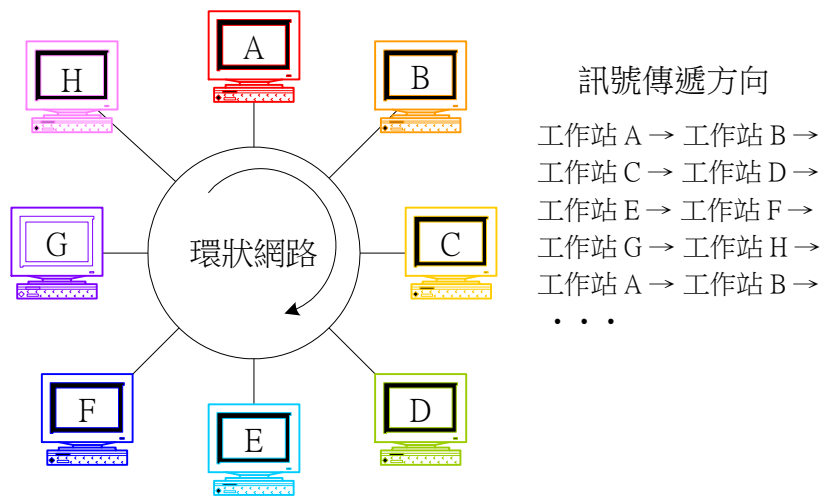 A
B
C
D
E
F
G
H
環狀網路
訊號傳遞方向
工作站 A → 工作站 B →
工作站 C → 工作站 D →
工作站 E → 工作站 F →
工作站 G → 工作站 H →
工作站 A → 工作站 B →
・・・